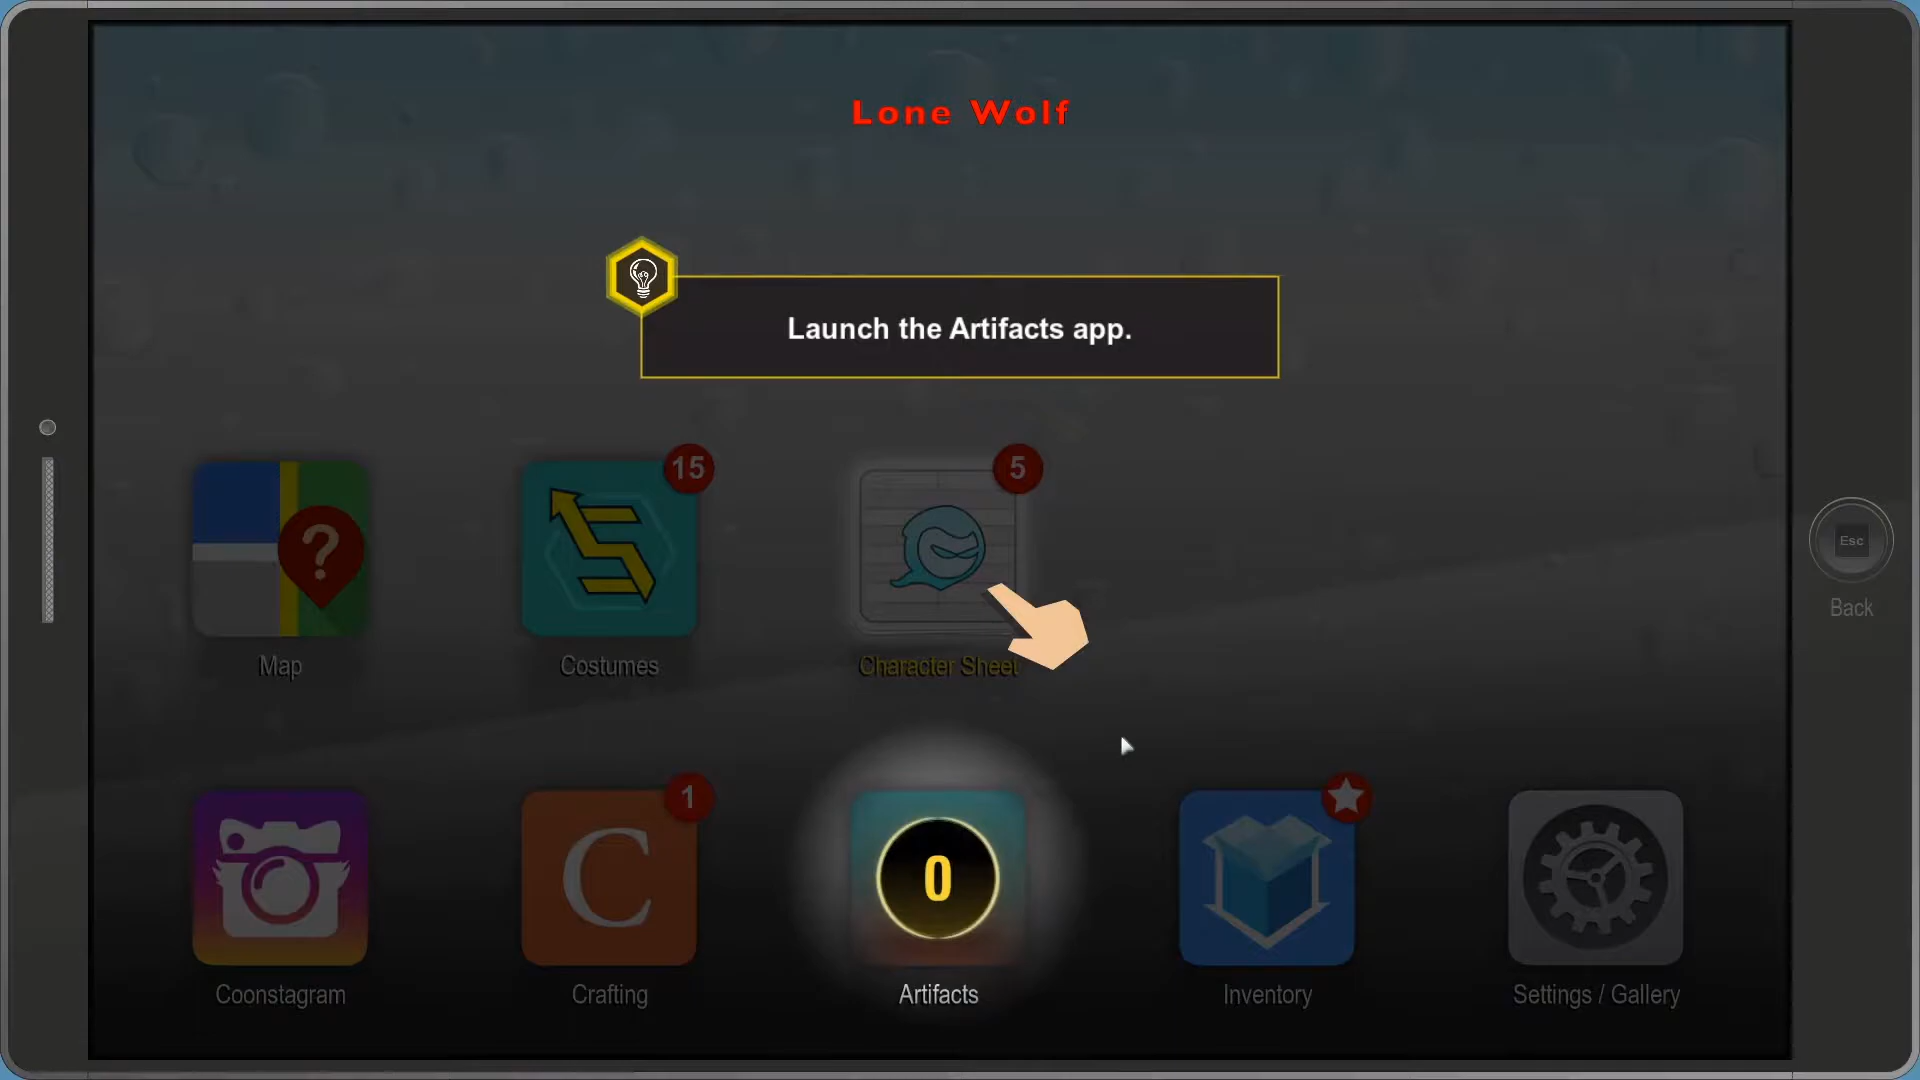 Lone Wolf
Launch the Artifacts app.
15
5
?
Map
Costumes
Character Sheet
Esc
Back
1
C
0
Coonstagram
Crafting
Artifacts
Inventory
Settings / Gallery